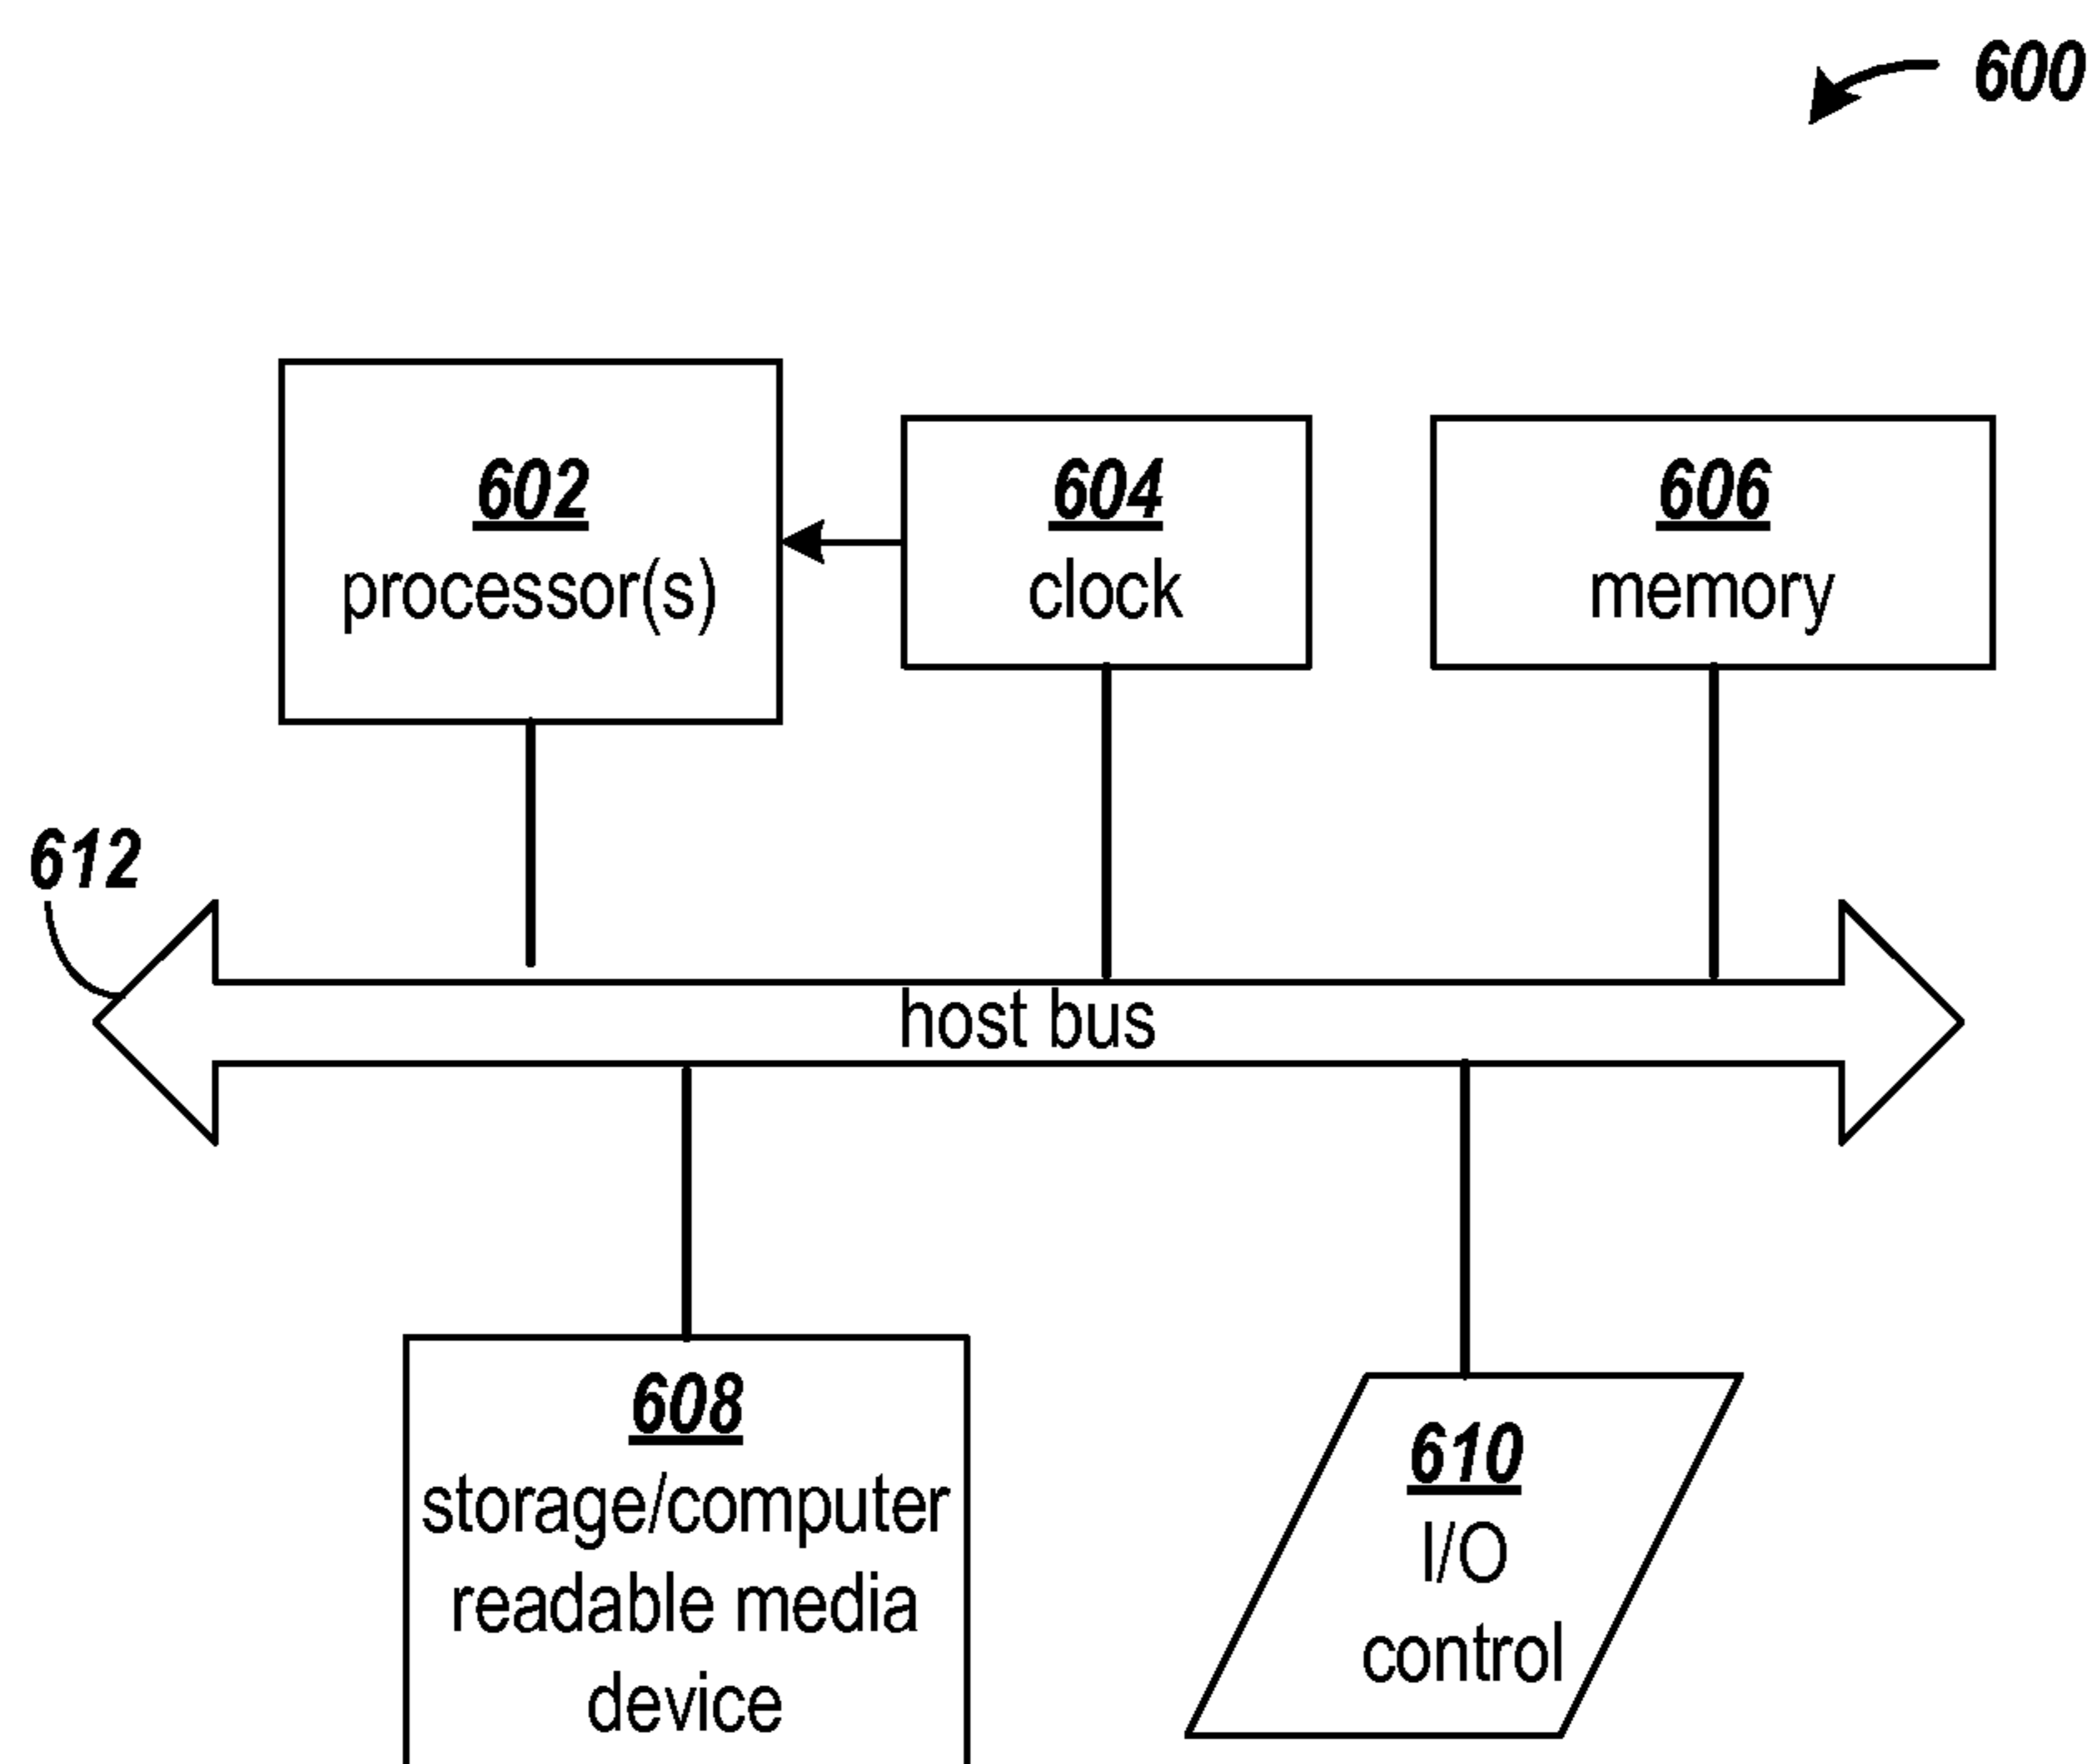 600
602
processor(s)
604
clock
606
memory
612
host bus
608
storage/computer
readable media
device
610
I/O
control